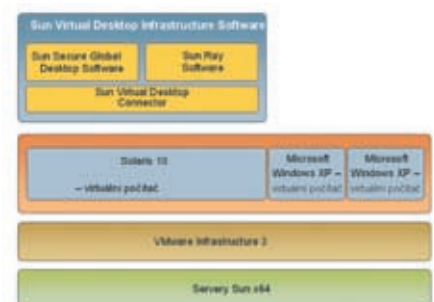 Sun Virtual Desktop Infrastructure Software
Sun Secure Global
Desktop Software
Sun Ray
Software
Sun Virtual Desktop
Connector
Solaris 10
– virtuální počítač
Microsoft
Windows XP –
virtuální počítač
Microsoft
Windows XP –
virtuální počítač
VMware Infrastructure 3
Servery Sun x64